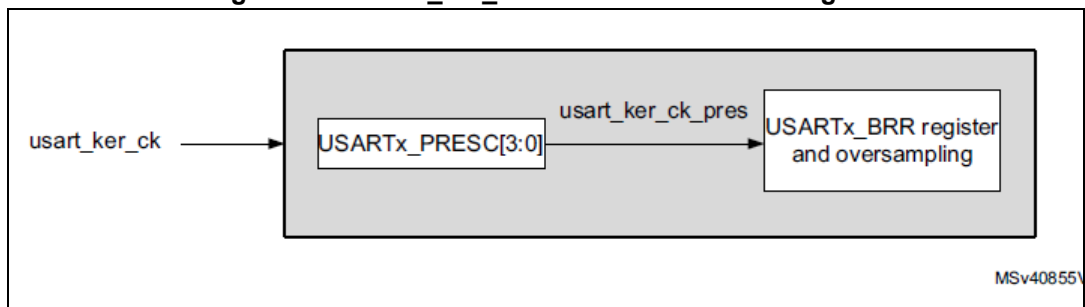 usart_ker_ck
USARTx_PRESC[3:0]
usart_ker_ck_pres
USARTx_BRR register
and oversampling
MSv40855V